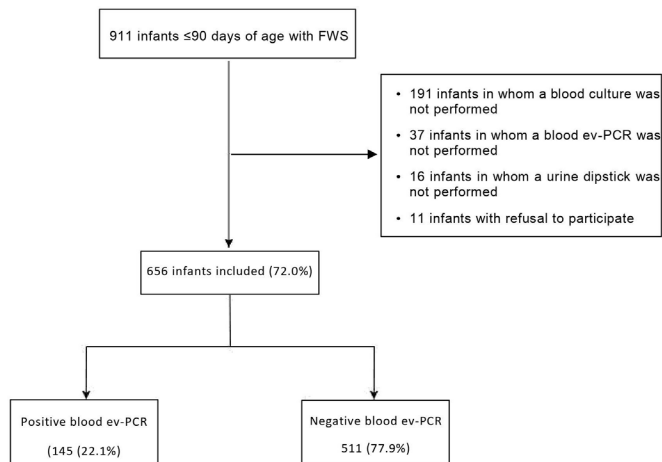 911 infants ≤90 days of age with FWS
• 191 infants in whom a blood culture was
not performed
• 37 infants in whom a blood ev-PCR was
not performed
• 16 infants in whom a urine dipstick was
not performed
• 11 infants with refusal to participate
656 infants included (72.0%)
Positive blood ev-PCR
(145 (22.1%)
Negative blood ev-PCR
511 (77.9%)